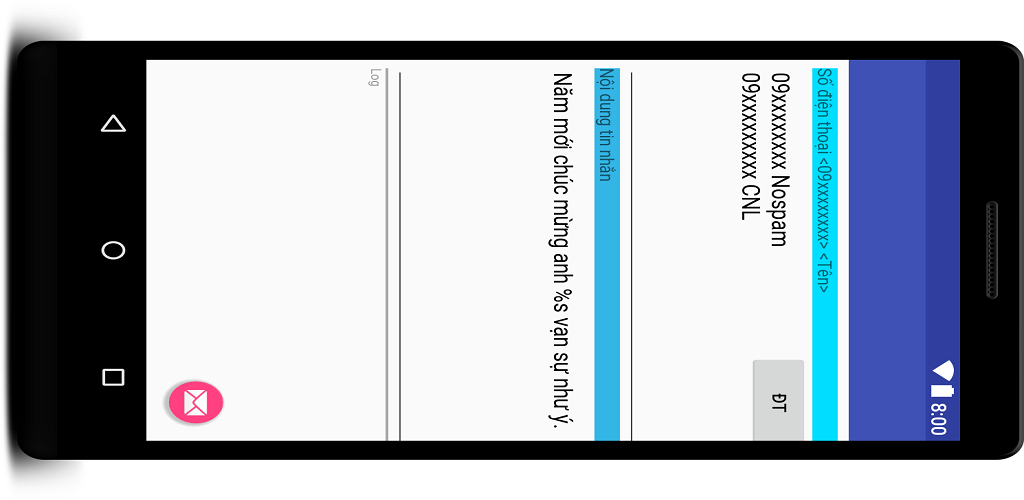 8:00
Số điện thoại <09xxxxxxxx> <Tên>
09xxxxxxxx Nospam
09xxxxxxxxx CNL
ĐT
Nội dung tin nhắn
Năm mới chúc mừng anh %s vạn sự như ý.
Log